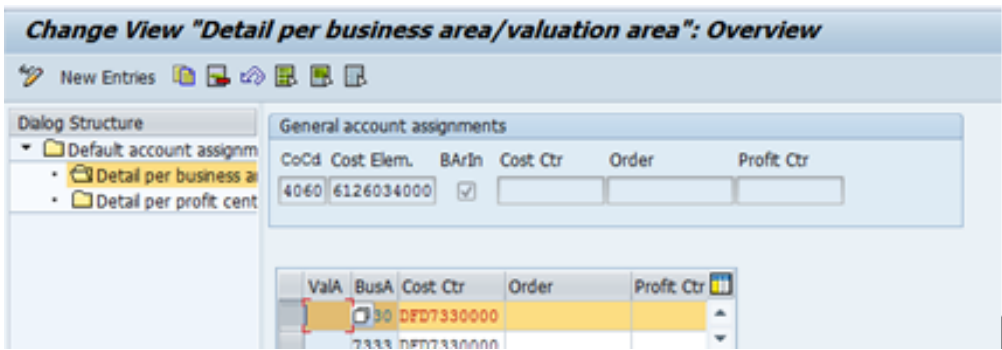 Change View "Detail per business area/valuation area": Overview
New Entries
Dialog Structure
Default account assignm
Detail per business a
Detail per profit cent
General account assignments
CoCd Cost Elem. BArIn Cost Ctr Order Profit Ctr
4060 6126034000
ValA BusA Cost Ctr Order Profit Ctr
30 DFD7330000
7333 DFD7330000